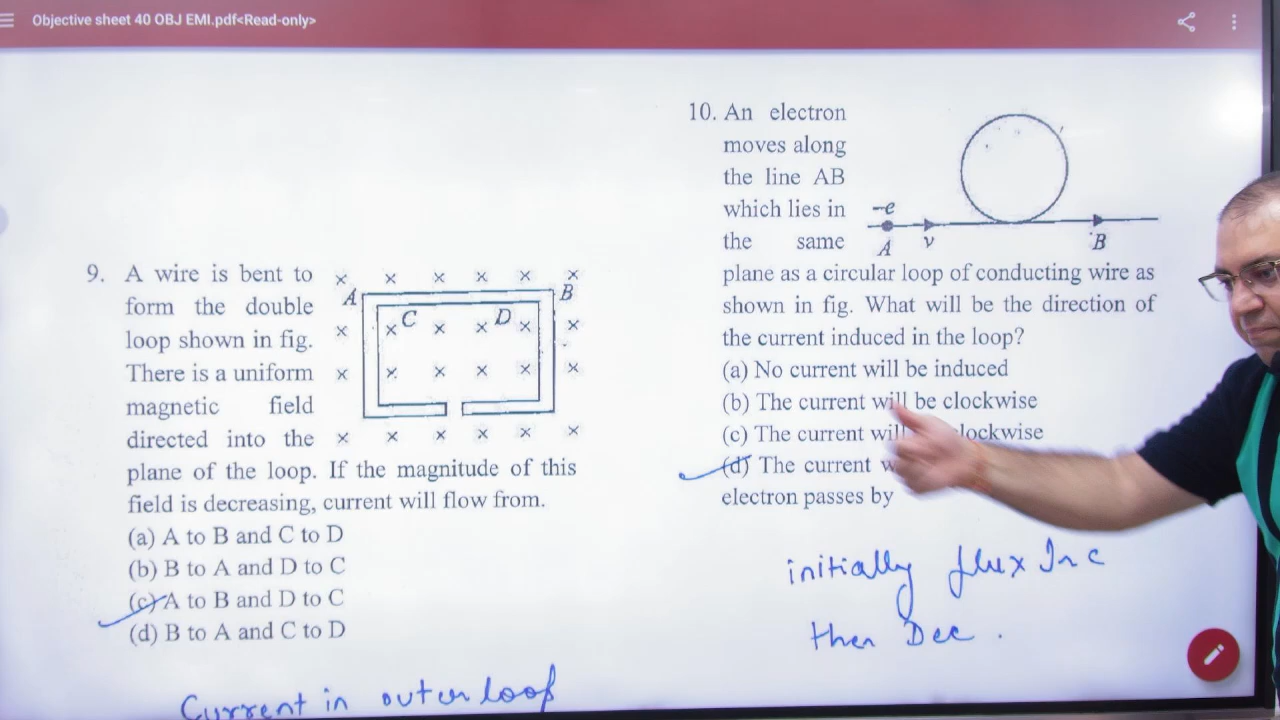 Objective sheet 40 OBJ EMI.pdf<Read-only>
9. A wire is bent to
form the double
loop shown in fig.
There is a uniform
magnetic field
directed into the
plane of the loop. If the magnitude of this
field is decreasing, current will flow from.
(a) A to B and C to D
(b) B to A and D to C
(c) A to B and D to C
(d) B to A and C to D
A B
C D
Current in outer loop
10. An electron
moves along
the line AB
which lies in
the same
plane as a circular loop of conducting wire as
shown in fig. What will be the direction of
the current induced in the loop?
(a) No current will be induced
(b) The current will be clockwise
(c) The current will lockwise
(d) The current w
electron passes by
-e
A v B
initially flux Inc
then Dec.